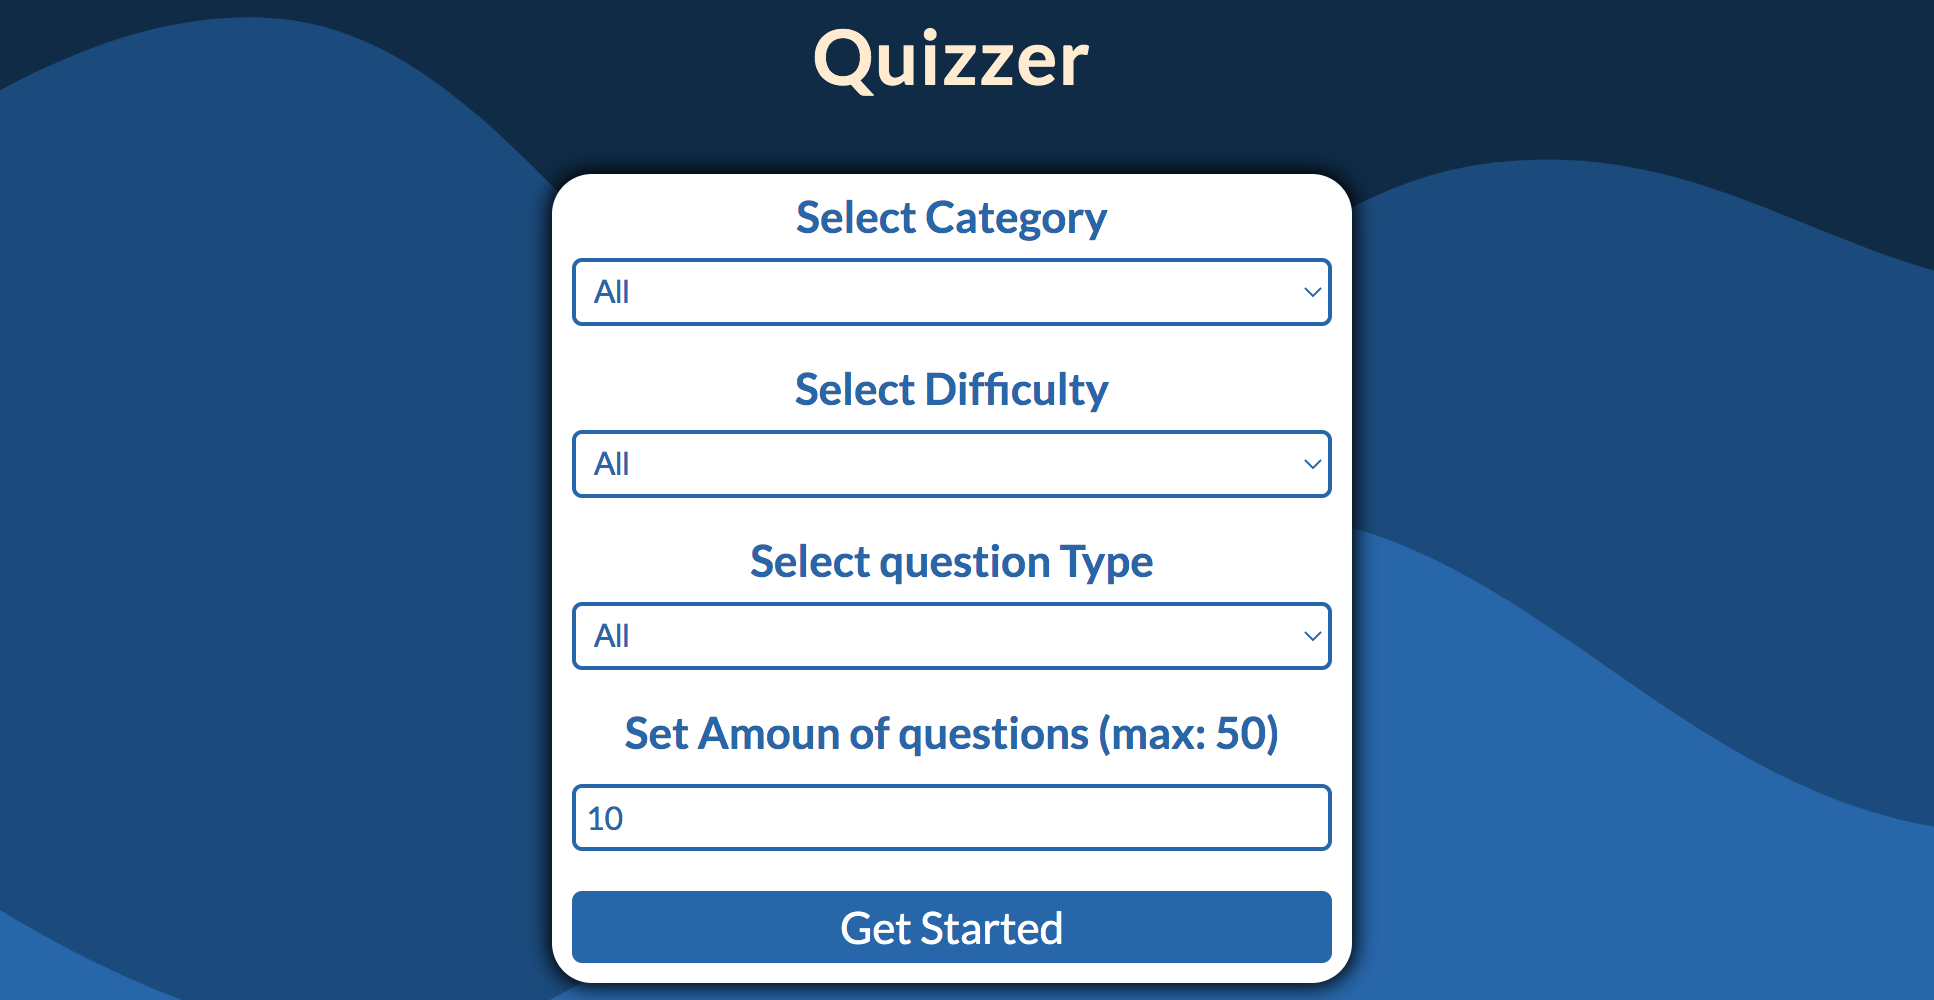 Quizzer
Select Category
All
Select Difficulty
All
Select question Type
All
Set Amoun of questions (max: 50)
10
Get Started